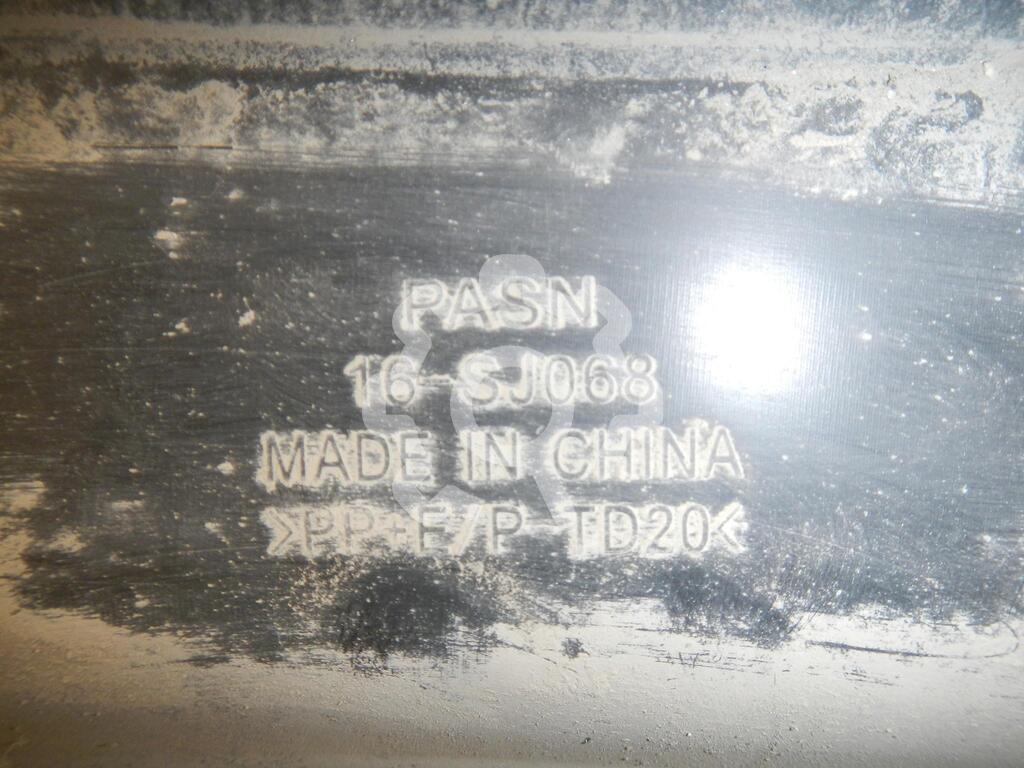 PASN
16-SJ068
MADE IN CHINA
>PP+E/P-TD20<